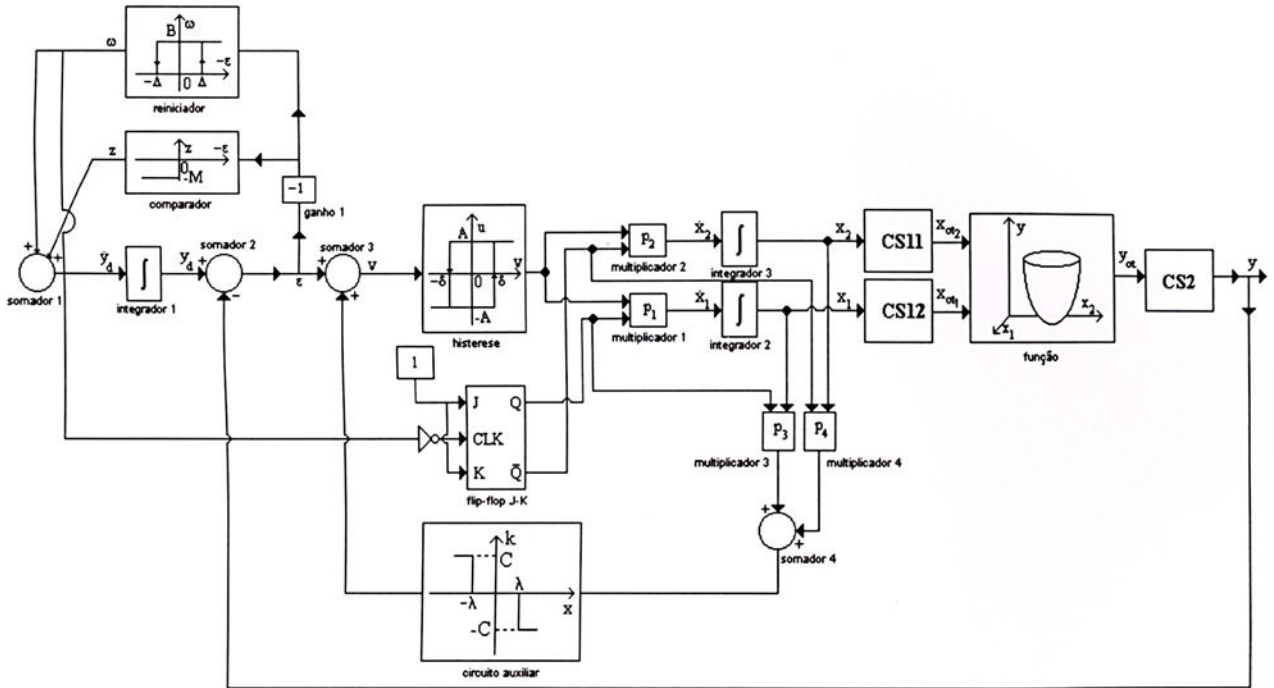 ω
B ω
-ε
-Δ 0 Δ
reiniciador
z
z -ε
0
-M
comparador
-1
ganho 1
+
+
somador 1
ẏd
∫
integrador 1
yd
somador 2
+
-
ε
somador 3
+
+
v
A u
-δ 0 δ v
-A
histerese
p2
multiplicador 2
ẋ2
∫
integrador 3
x2
CS11
xot2
p1
multiplicador 1
ẋ1
∫
integrador 2
x1
CS12
xot1
y
x1
x2
função
yot
CS2
y
1
J Q
CLK
K Q̄
flip-flop J-K
p3
multiplicador 3
p4
multiplicador 4
+
+
somador 4
k
C
λ
-λ
x
-C
circuito auxiliar